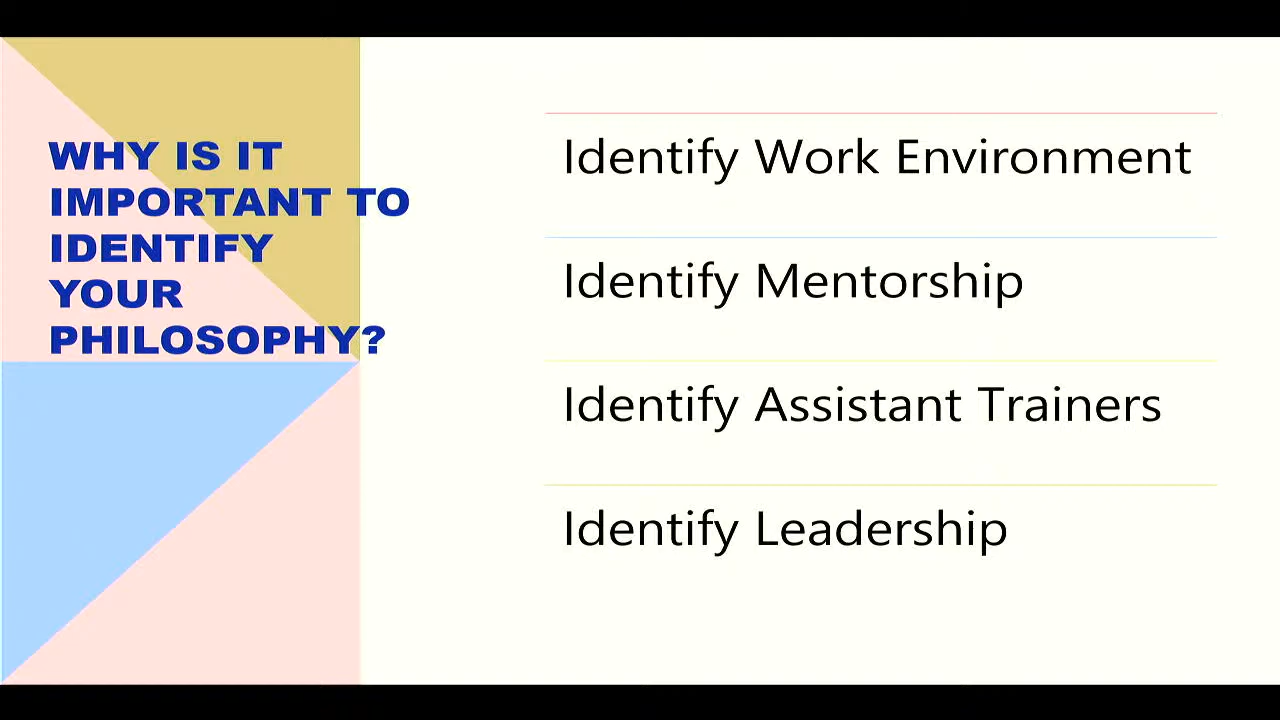 WHY IS IT
IMPORTANT TO
IDENTIFY
YOUR
PHILOSOPHY?
Identify Work Environment
Identify Mentorship
Identify Assistant Trainers
Identify Leadership